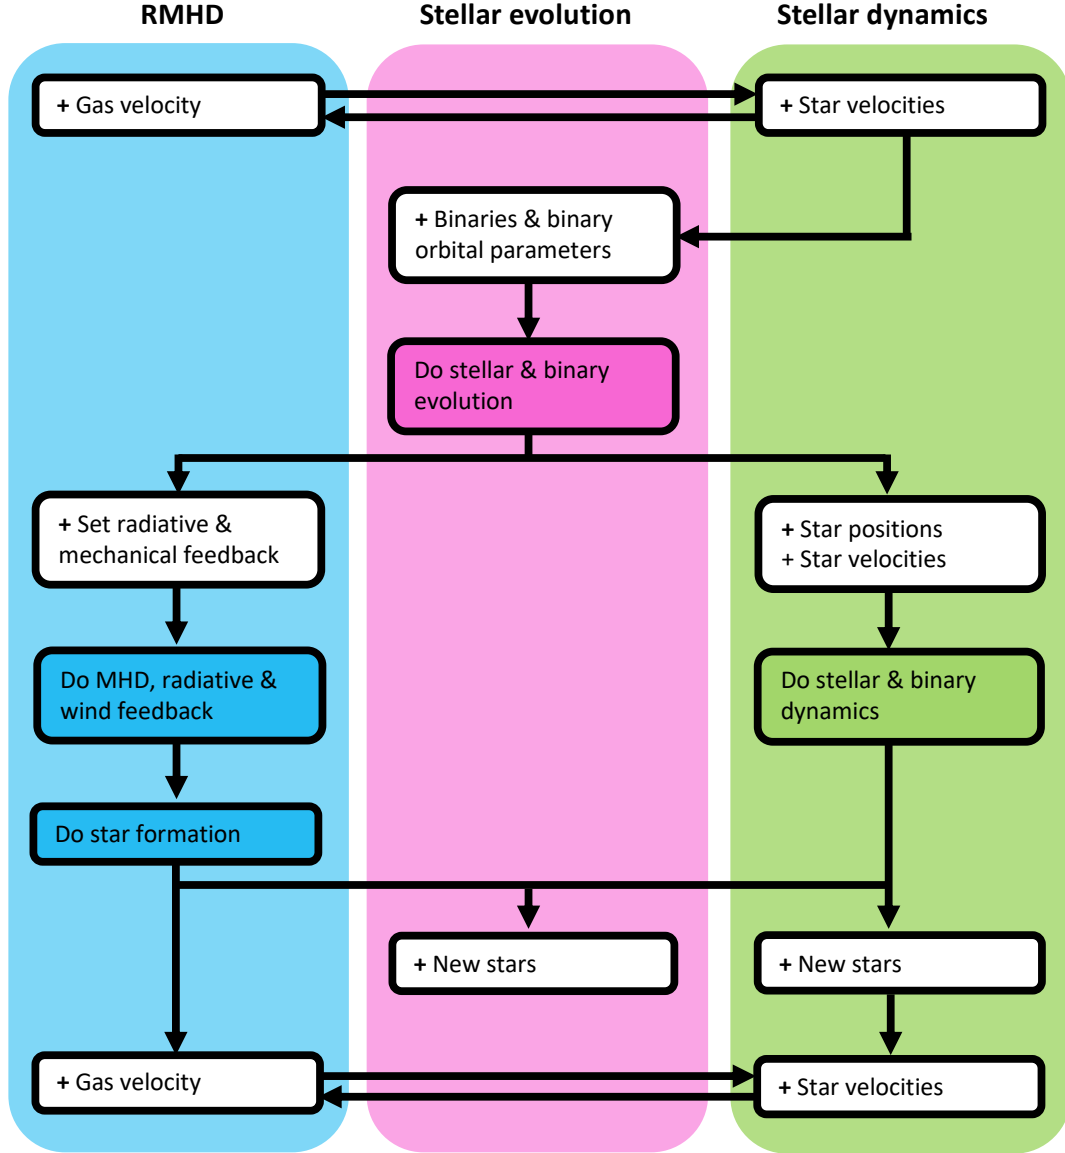 RMHD
Stellar evolution
Stellar dynamics
+ Gas velocity
+ Star velocities
+ Binaries & binary
orbital parameters
Do stellar & binary
evolution
+ Set radiative &
mechanical feedback
+ Star positions
+ Star velocities
Do MHD, radiative &
wind feedback
Do stellar & binary
dynamics
Do star formation
+ New stars
+ New stars
+ Gas velocity
+ Star velocities